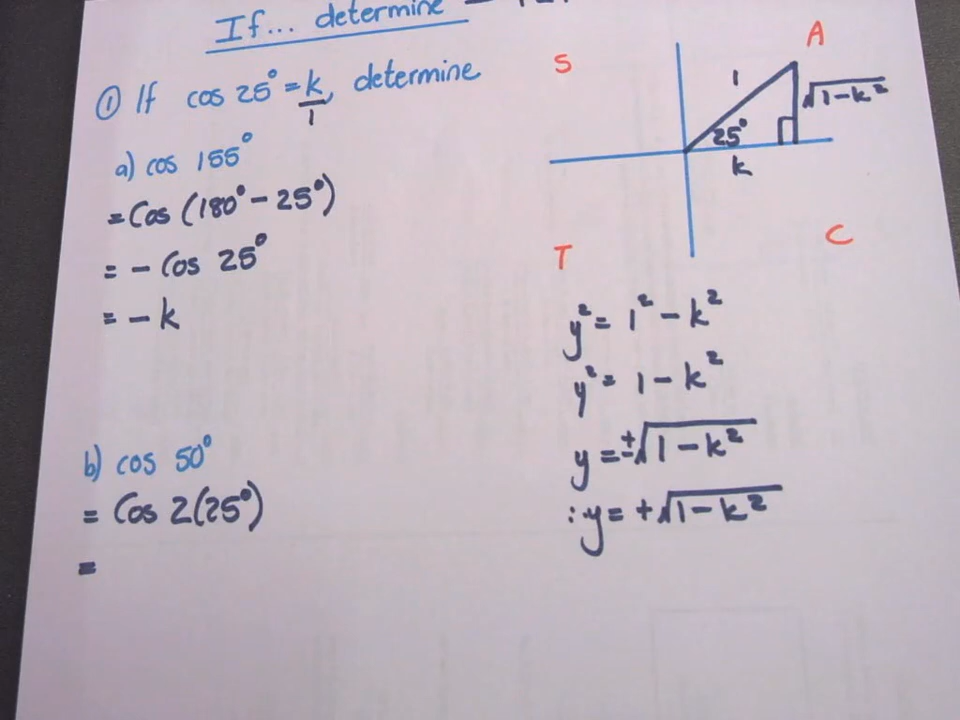 If... determine
① If cos 25° = k/1, determine
a) cos 155°
= Cos (180° - 25°)
= - Cos 25°
= - k
b) cos 50°
= Cos 2(25°)
=
S
A
1
√1-k²
25°
k
T
C
y² = 1² - k²
y² = 1 - k²
y = ±√1-k²
∴ y = +√1-k²